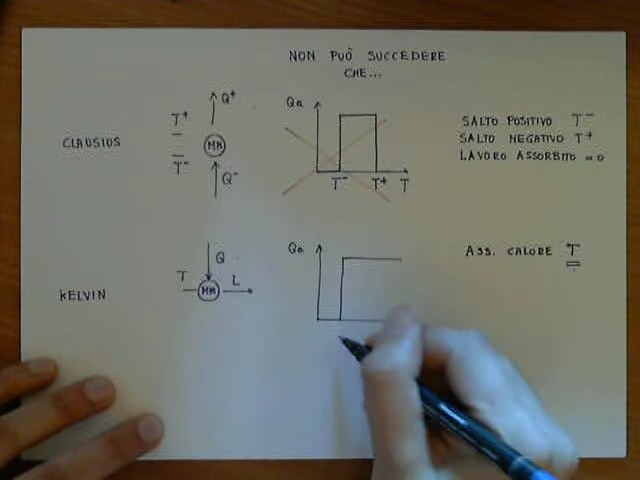 NON PUÒ SUCCEDERE
CHE...
CLAUSIUS
T+
T-
Q+
MM
Q-
Qa
T- T+ T
SALTO POSITIVO T-
SALTO NEGATIVO T+
LAVORO ASSORBITO = 0
KELVIN
T
Q
MM
L
Qa
ASS. CALORE T